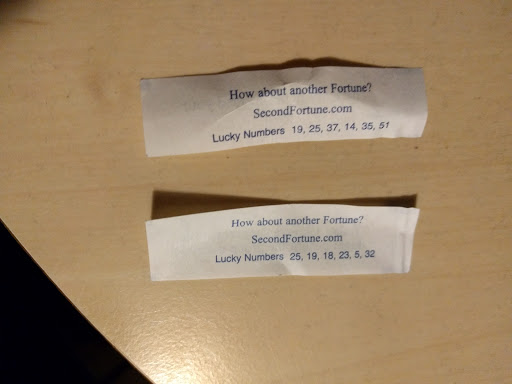 How about another Fortune?
SecondFortune.com
Lucky Numbers 19, 25, 37, 14, 35, 51
How about another Fortune?
SecondFortune.com
Lucky Numbers 25, 19, 18, 23, 5, 32